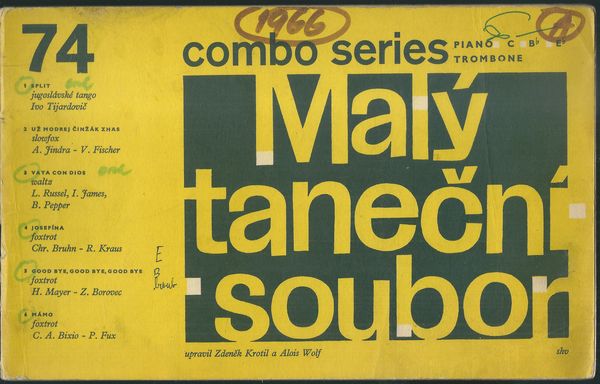 74
1966
A
combo series
PIANO C B♭ E♭
TROMBONE
Malý
taneční
soubor
1 SPLIT
jugoslávské tango
Ivo Tijardovič
2 UŽ MODREJ ČINŽÁK ZHAS
slowfox
A. Jindra - V. Fischer
3 VAYA CON DIOS
waltz
L. Russel, I. James,
B. Pepper
4 JOSEFÍNA
foxtrot
Chr. Bruhn - R. Kraus
5 GOOD BYE, GOOD BYE, GOOD BYE
foxtrot
H. Mayer - Z. Borovec
6 MÁMO
foxtrot
C. A. Bixio - P. Fux
E
B
upravil Zdeněk Krotil a Alois Wolf
shv